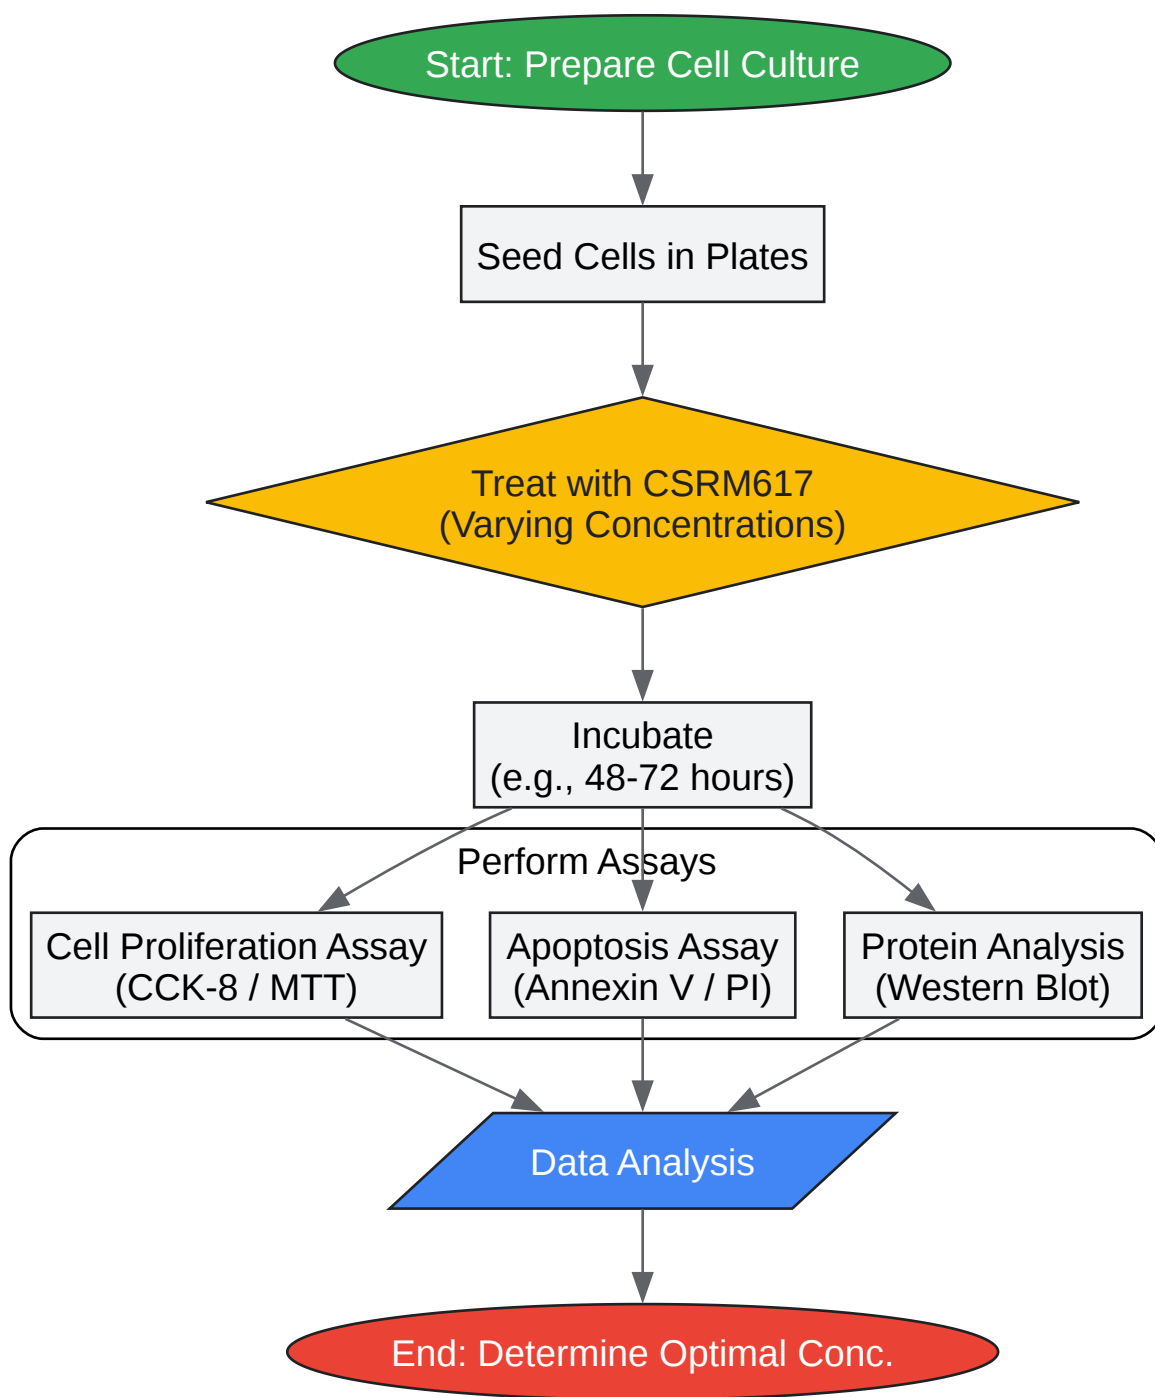 Start: Prepare Cell Culture
Seed Cells in Plates
Treat with CSRM617
(Varying Concentrations)
Incubate
(e.g., 48-72 hours)
Perform Assays
Cell Proliferation Assay
(CCK-8 / MTT)
Apoptosis Assay
(Annexin V / PI)
Protein Analysis
(Western Blot)
Data Analysis
End: Determine Optimal Conc.